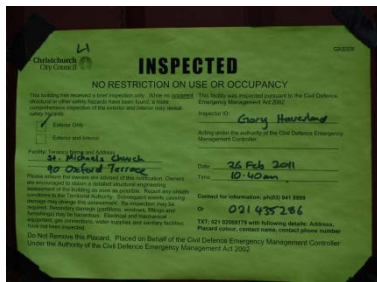 Christchurch
City Council
4
GR2009
INSPECTED
NO RESTRICTION ON USE OR OCCUPANCY
This building has received a brief inspection only. While no apparent
structural or other safety hazards have been found, a more
comprehensive inspection of the exterior and interior may reveal
safety hazards.
Exterior Only
Exterior and Interior
This facility was inspected pursuant to the Civil Defence
Emergency Management Act 2002
Inspector ID:
Gary
Acting under the authority of the Civil Defence Emergency
Management Controller
Facility/ Tenancy Name and Address
St. Michaels Church
90 Oxford Terrace
Date 26 Feb 2011
Time 10.40am
Please ensure the owners are advised of this notification. Owners
are encouraged to obtain a detailed structural engineering
assessment of the building as soon as possible. Report any unsafe
conditions to the Territorial Authority. Subsequent events causing
damage may change this assessment. Re-inspection may be
required. Secondary damage (partitions, windows, fittings and
furnishings) may be hazardous. Electrical and mechanical
equipment, gas connections, water supplies and sanitary facilities
have not been inspected.
Contact for information: ph(03) 941 8999
Or 021 435286
TXT: 021 02058779 with following details: Address,
Placard colour, contact name, contact phone number
Do Not Remove this Placard. Placed on Behalf of the Civil Defence Emergency Management Controller
Under the Authority of the Civil Defence Emergency Management Act 2002